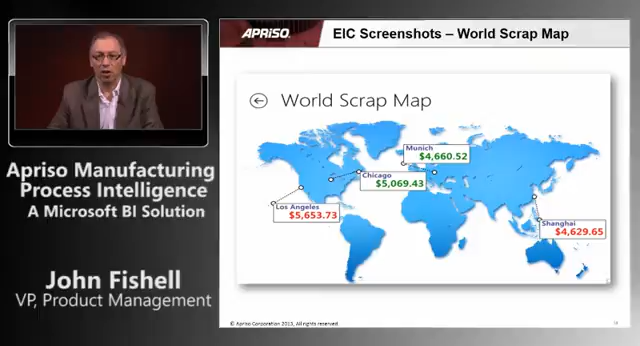 APRISO
EIC Screenshots – World Scrap Map
World Scrap Map
Munich
$4,660.52
Chicago
$5,069.43
Los Angeles
$5,653.73
Shanghai
$4,629.65
Apriso Manufacturing
Process Intelligence
A Microsoft BI Solution
John Fishell
VP, Product Management
© Apriso Corporation 2013, All rights reserved